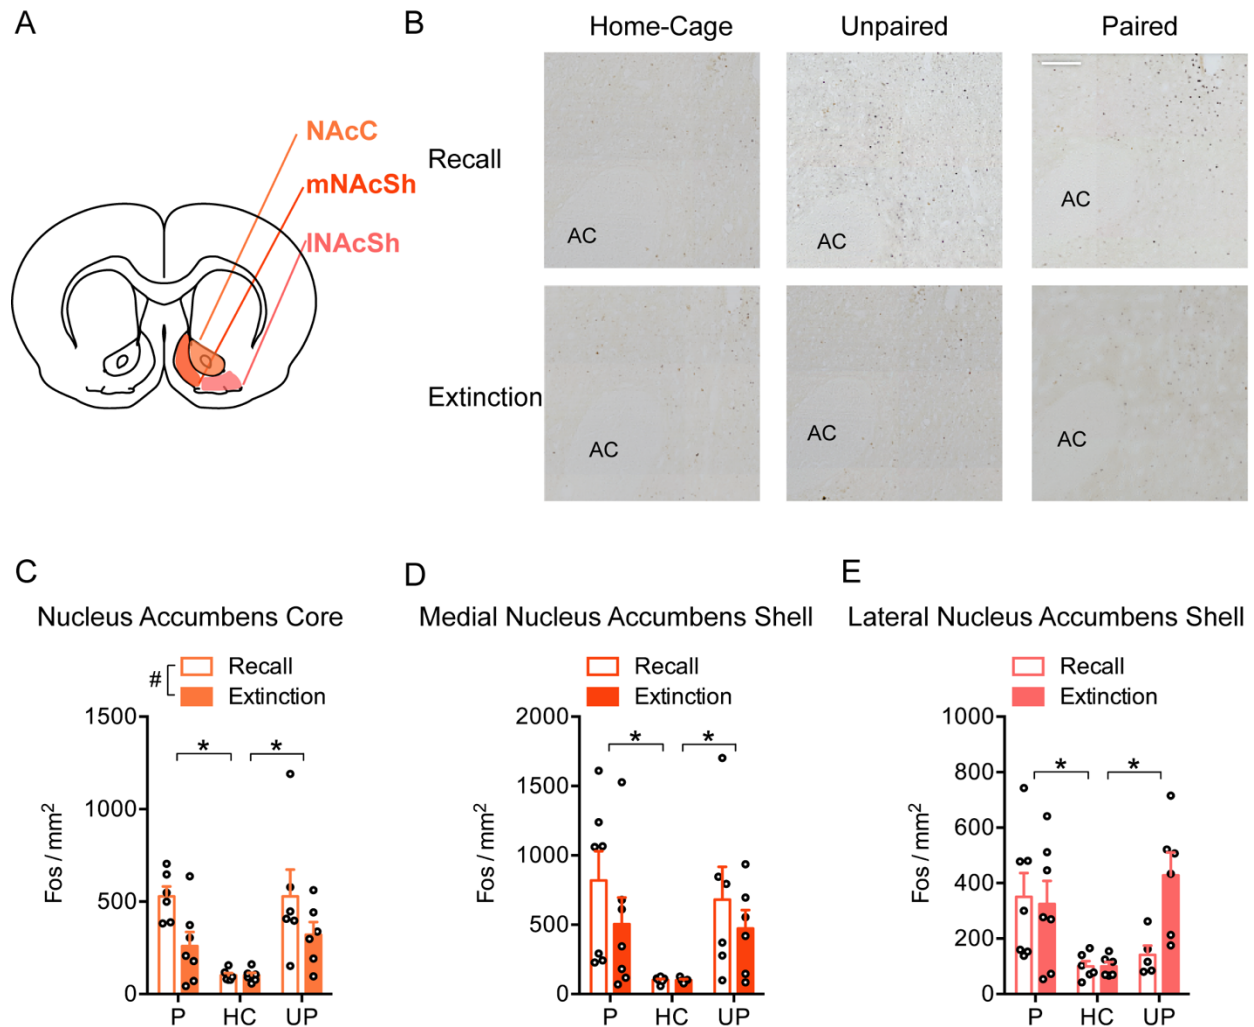 A
NAcC
mNAcSh
lNAcSh
B
Home-Cage
Unpaired
Paired
Recall
AC
AC
AC
Extinction
AC
AC
AC
C
Nucleus Accumbens Core
#
Recall
Extinction
1500
1000
500
0
Fos / mm2
*
*
P
HC
UP
D
Medial Nucleus Accumbens Shell
Recall
Extinction
2000
1500
1000
500
0
Fos / mm2
*
*
P
HC
UP
E
Lateral Nucleus Accumbens Shell
Recall
Extinction
1000
800
600
400
200
0
Fos / mm2
*
*
P
HC
UP